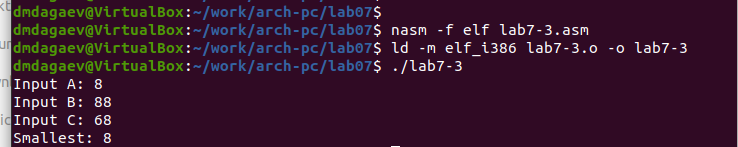 dmdagaev@VirtualBox:~/work/arch-pc/lab07$
dmdagaev@VirtualBox:~/work/arch-pc/lab07$ nasm -f elf lab7-3.asm
dmdagaev@VirtualBox:~/work/arch-pc/lab07$ ld -m elf_i386 lab7-3.o -o lab7-3
dmdagaev@VirtualBox:~/work/arch-pc/lab07$ ./lab7-3
Input A: 8
Input B: 88
Input C: 68
Smallest: 8